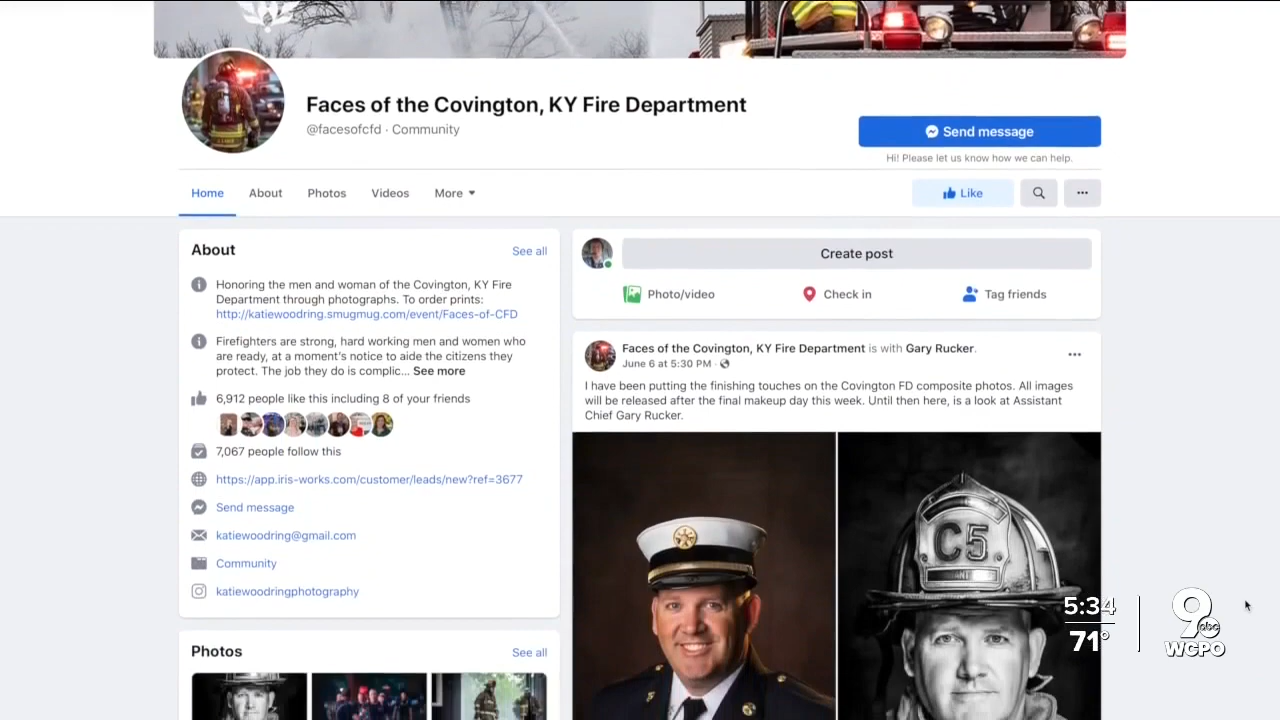 Faces of the Covington, KY Fire Department
@facesofcfd · Community
Send message
Hi! Please let us know how we can help.
Home About Photos Videos More
Like
About See all
Honoring the men and woman of the Covington, KY Fire
Department through photographs. To order prints:
http://katiewoodring.smugmug.com/event/Faces-of-CFD
Firefighters are strong, hard working men and women who
are ready, at a moment's notice to aide the citizens they
protect. The job they do is complic... See more
6,912 people like this including 8 of your friends
7,067 people follow this
https://app.iris-works.com/customer/leads/new?ref=3677
Send message
katiewoodring@gmail.com
Community
katiewoodringphotography
Photos See all
Create post
Photo/video Check in Tag friends
Faces of the Covington, KY Fire Department is with Gary Rucker.
June 6 at 5:30 PM ·
I have been putting the finishing touches on the Covington FD composite photos. All images
will be released after the final makeup day this week. Until then here, is a look at Assistant
Chief Gary Rucker.
C5
5:34
71°
9
abc
WCPO